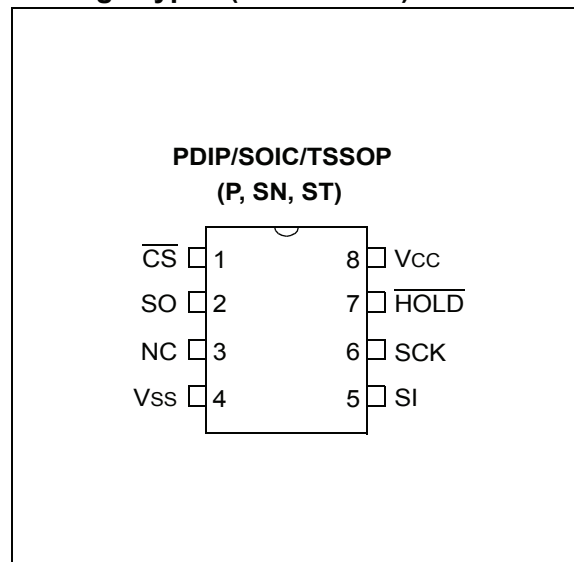 PDIP/SOIC/TSSOP
(P, SN, ST)
CS 1 8 VCC
SO 2 7 HOLD
NC 3 6 SCK
VSS 4 5 SI